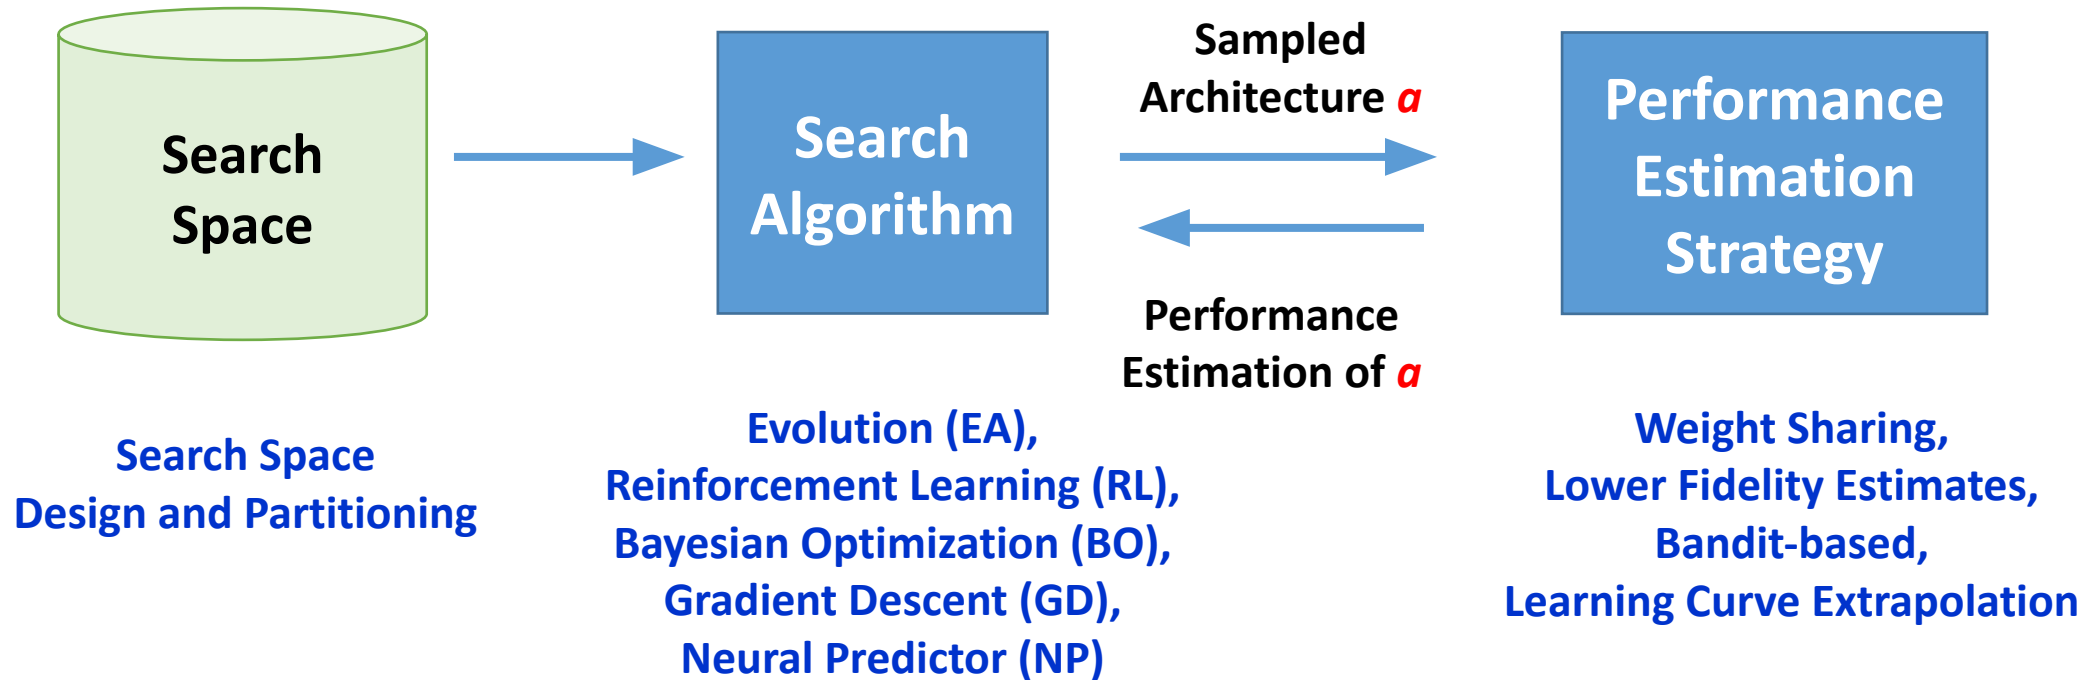 Search
Space
Search
Algorithm
Sampled
Architecture a
Performance
Estimation of a
Performance
Estimation
Strategy
Search Space
Design and Partitioning
Evolution (EA),
Reinforcement Learning (RL),
Bayesian Optimization (BO),
Gradient Descent (GD),
Neural Predictor (NP)
Weight Sharing,
Lower Fidelity Estimates,
Bandit-based,
Learning Curve Extrapolation